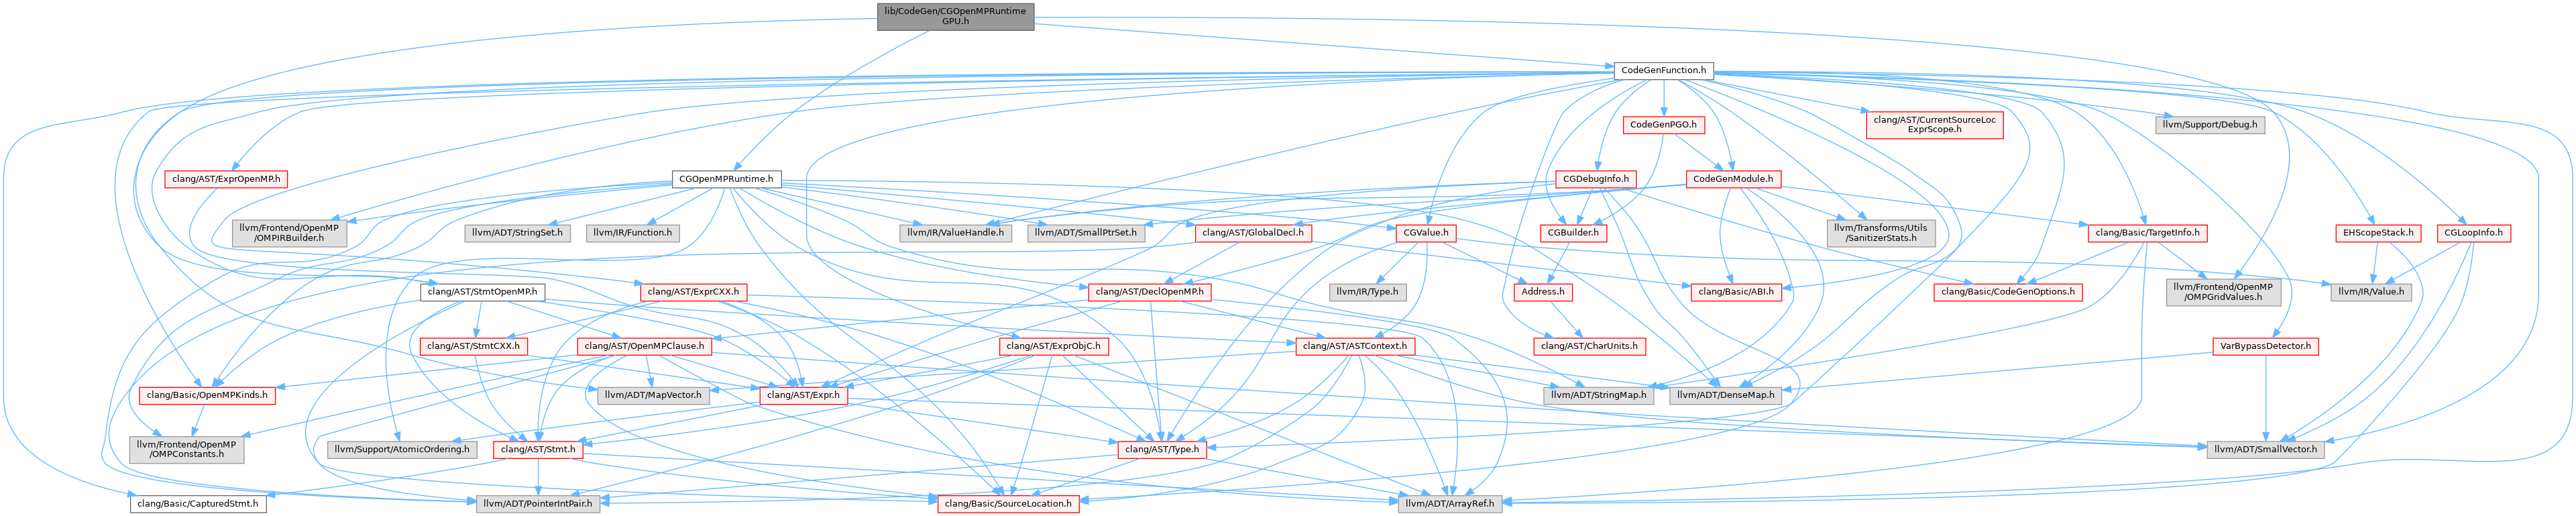 lib/CodeGen/CGOpenMPRuntime
GPU.h
CodeGenFunction.h
CodeGenPGO.h
clang/AST/CurrentSourceLoc
ExprScope.h
llvm/Support/Debug.h
clang/AST/ExprOpenMP.h
CGOpenMPRuntime.h
CGDebugInfo.h
CodeGenModule.h
llvm/Frontend/OpenMP
/OMPIRBuilder.h
llvm/ADT/StringSet.h
llvm/IR/Function.h
llvm/IR/ValueHandle.h
llvm/ADT/SmallPtrSet.h
clang/AST/GlobalDecl.h
CGValue.h
CGBuilder.h
llvm/Transforms/Utils
/SanitizerStats.h
clang/Basic/TargetInfo.h
EHScopeStack.h
CGLoopInfo.h
clang/AST/StmtOpenMP.h
clang/AST/ExprCXX.h
clang/AST/DeclOpenMP.h
llvm/IR/Type.h
Address.h
clang/Basic/ABI.h
clang/Basic/CodeGenOptions.h
llvm/Frontend/OpenMP
/OMPGridValues.h
llvm/IR/Value.h
clang/AST/StmtCXX.h
clang/AST/OpenMPClause.h
clang/AST/ExprObjC.h
clang/AST/ASTContext.h
clang/AST/CharUnits.h
VarBypassDetector.h
clang/Basic/OpenMPKinds.h
llvm/ADT/MapVector.h
clang/AST/Expr.h
llvm/ADT/StringMap.h
llvm/ADT/DenseMap.h
llvm/Frontend/OpenMP
/OMPConstants.h
llvm/Support/AtomicOrdering.h
clang/AST/Stmt.h
clang/AST/Type.h
llvm/ADT/SmallVector.h
clang/Basic/CapturedStmt.h
llvm/ADT/PointerIntPair.h
clang/Basic/SourceLocation.h
llvm/ADT/ArrayRef.h